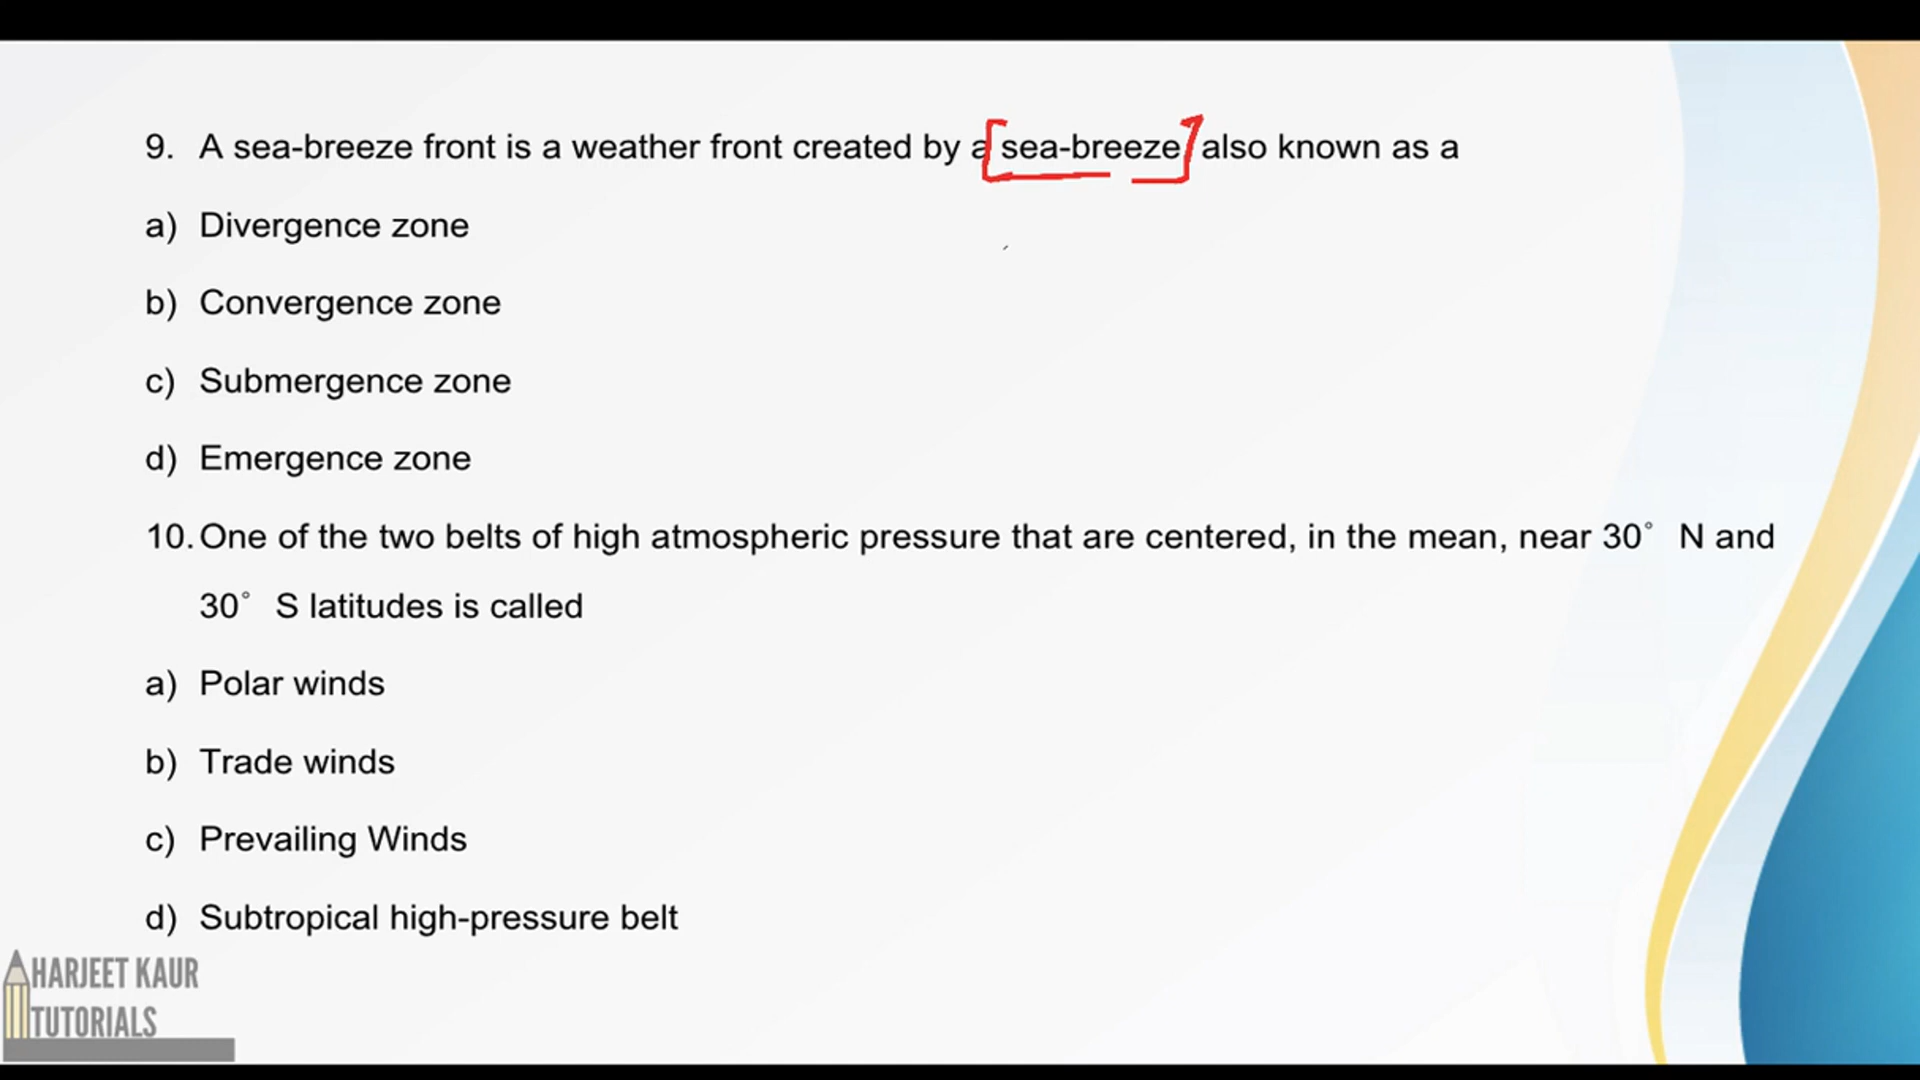 9. A sea-breeze front is a weather front created by a sea-breeze, also known as a
a) Divergence zone
b) Convergence zone
c) Submergence zone
d) Emergence zone
10. One of the two belts of high atmospheric pressure that are centered, in the mean, near 30° N and
30° S latitudes is called
a) Polar winds
b) Trade winds
c) Prevailing Winds
d) Subtropical high-pressure belt
HARJEET KAUR
TUTORIALS